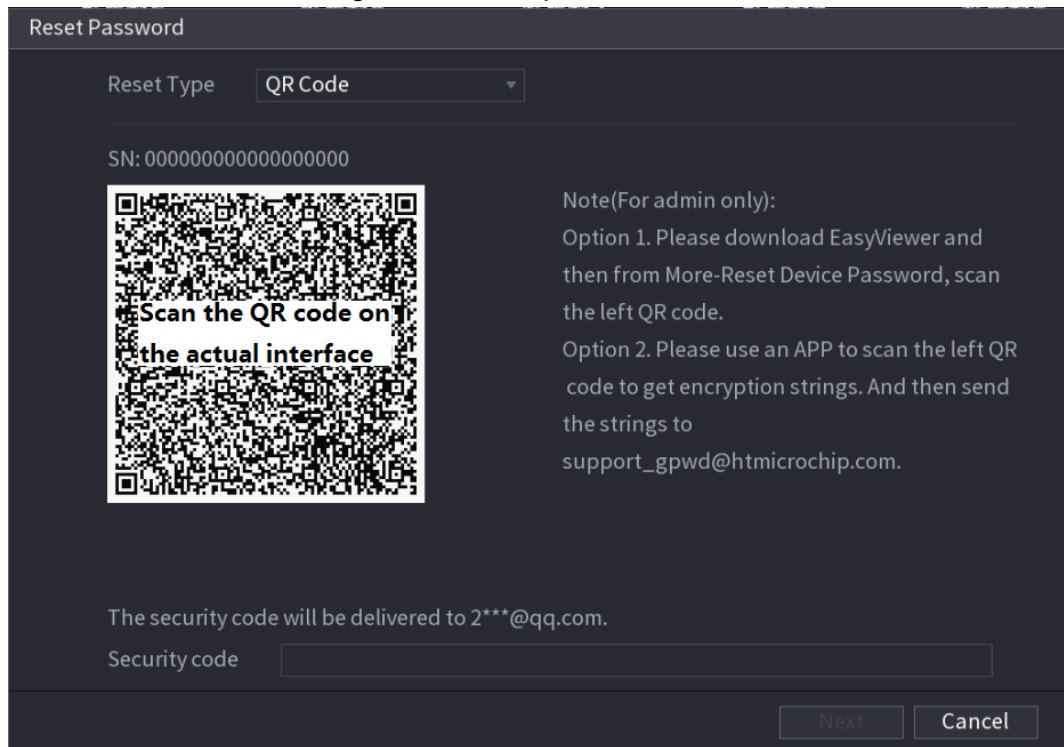 Reset Password
Reset Type QR Code
SN: 000000000000000000
Scan the QR code on
the actual interface
Note(For admin only):
Option 1. Please download EasyViewer and
then from More-Reset Device Password, scan
the left QR code.
Option 2. Please use an APP to scan the left QR
code to get encryption strings. And then send
the strings to
support_gpwd@htmicrochip.com.
The security code will be delivered to 2***@qq.com.
Security code
Next Cancel